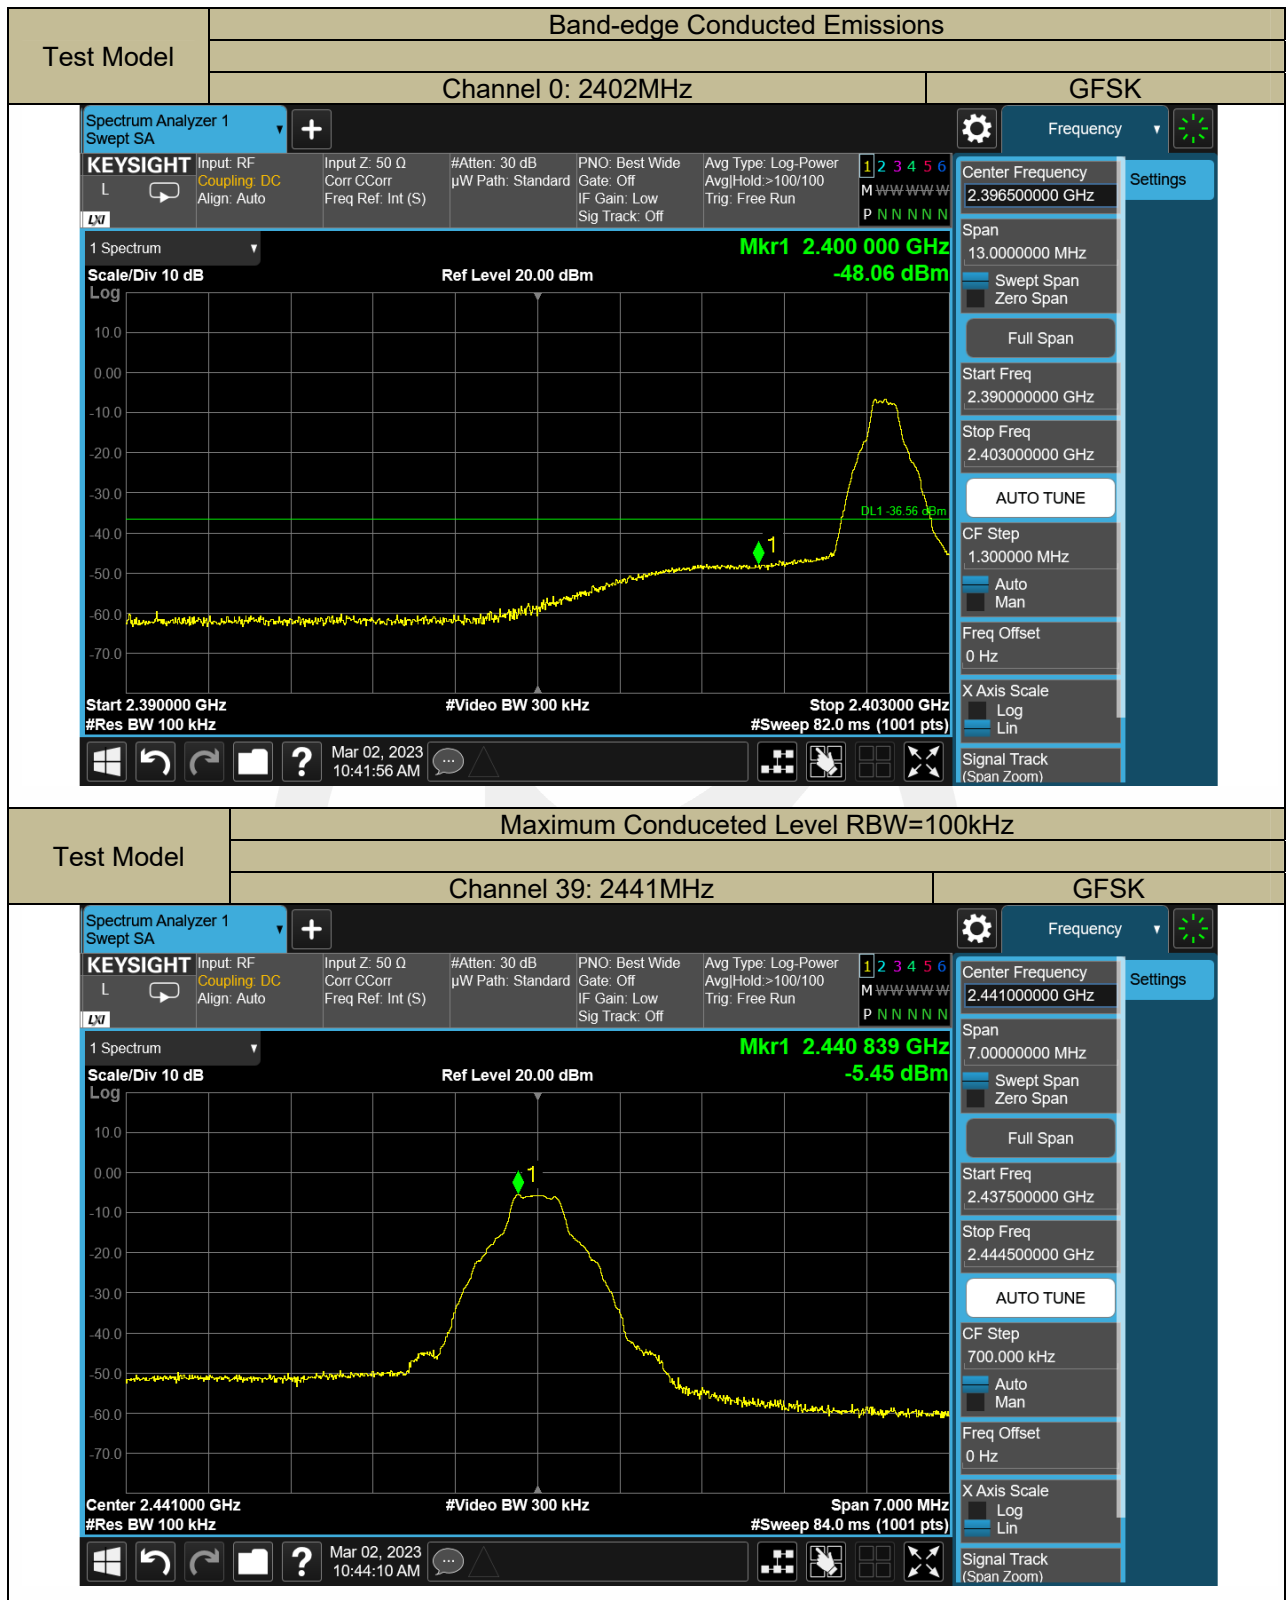 Test Model
Band-edge Conducted Emissions
Channel 0: 2402MHz
GFSK
Spectrum Analyzer 1
Swept SA
+
Frequency
KEYSIGHT
L
LXI
Input: RF
Coupling: DC
Align: Auto
Input Z: 50 Ω
Corr CCorr
Freq Ref: Int (S)
#Atten: 30 dB
µW Path: Standard
PNO: Best Wide
Gate: Off
IF Gain: Low
Sig Track: Off
Avg Type: Log-Power
Avg|Hold:>100/100
Trig: Free Run
1 2 3 4 5 6
M W W W W W W
P N N N N N N
1 Spectrum
Scale/Div 10 dB
Log
Ref Level 20.00 dBm
Mkr1 2.400 000 GHz
-48.06 dBm
10.0
0.00
-10.0
-20.0
-30.0
-40.0
-50.0
-60.0
-70.0
DL1 -36.56 dBm
1
Start 2.390000 GHz
#Res BW 100 kHz
#Video BW 300 kHz
Stop 2.403000 GHz
#Sweep 82.0 ms (1001 pts)
Mar 02, 2023
10:41:56 AM
Center Frequency
2.396500000 GHz
Span
13.0000000 MHz
Swept Span
Zero Span
Full Span
Start Freq
2.390000000 GHz
Stop Freq
2.403000000 GHz
AUTO TUNE
CF Step
1.300000 MHz
Auto
Man
Freq Offset
0 Hz
X Axis Scale
Log
Lin
Signal Track
(Span Zoom)
Settings
Test Model
Maximum Conduceted Level RBW=100kHz
Channel 39: 2441MHz
GFSK
Spectrum Analyzer 1
Swept SA
+
Frequency
KEYSIGHT
L
LXI
Input: RF
Coupling: DC
Align: Auto
Input Z: 50 Ω
Corr CCorr
Freq Ref: Int (S)
#Atten: 30 dB
µW Path: Standard
PNO: Best Wide
Gate: Off
IF Gain: Low
Sig Track: Off
Avg Type: Log-Power
Avg|Hold:>100/100
Trig: Free Run
1 2 3 4 5 6
M W W W W W W
P N N N N N N
1 Spectrum
Scale/Div 10 dB
Log
Ref Level 20.00 dBm
Mkr1 2.440 839 GHz
-5.45 dBm
10.0
0.00
-10.0
-20.0
-30.0
-40.0
-50.0
-60.0
-70.0
1
Center 2.441000 GHz
#Res BW 100 kHz
#Video BW 300 kHz
Span 7.000 MHz
#Sweep 84.0 ms (1001 pts)
Mar 02, 2023
10:44:10 AM
Center Frequency
2.441000000 GHz
Span
7.00000000 MHz
Swept Span
Zero Span
Full Span
Start Freq
2.437500000 GHz
Stop Freq
2.444500000 GHz
AUTO TUNE
CF Step
700.000 kHz
Auto
Man
Freq Offset
0 Hz
X Axis Scale
Log
Lin
Signal Track
(Span Zoom)
Settings